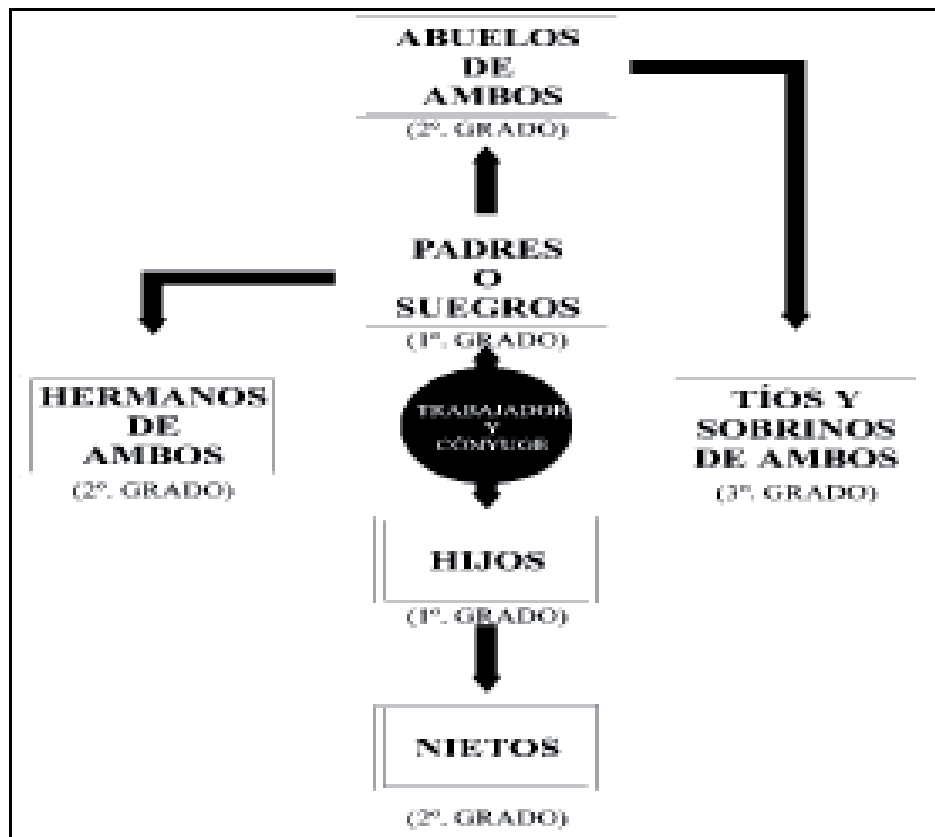 ABUELOS
DE
AMBOS
(2º. GRADO)
PADRES
O
SUEGROS
(1º. GRADO)
HERMANOS
DE
AMBOS
(2º. GRADO)
TRABAJADOR
Y
CÓNYUGE
TÍOS Y
SOBRINOS
DE AMBOS
(3º. GRADO)
HIJOS
(1º. GRADO)
NIETOS
(2º. GRADO)